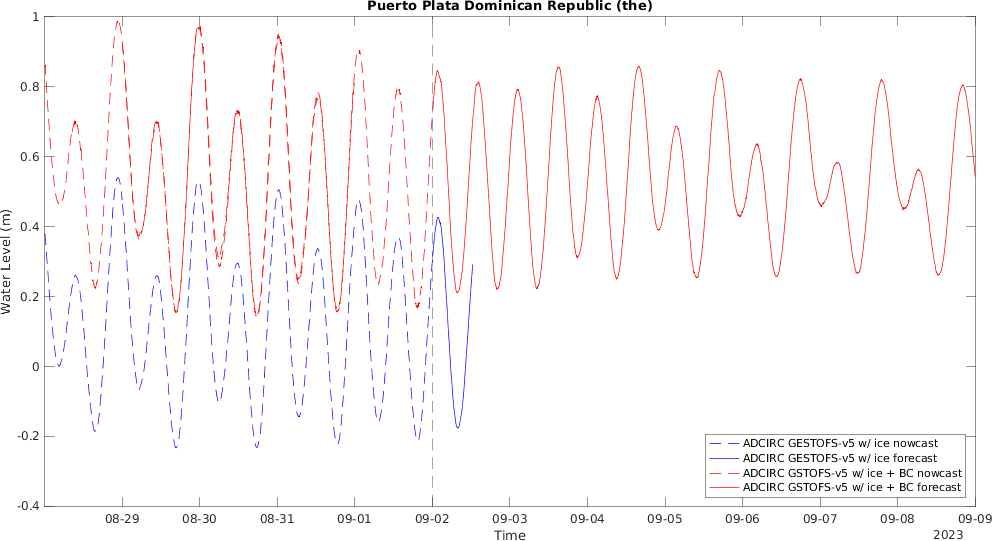 Puerto Plata Dominican Republic (the)
Water Level (m)
1
0.8
0.6
0.4
0.2
0
-0.2
-0.4
08-29 08-30 08-31 09-01 09-02 09-03 09-04 09-05 09-06 09-07 09-08 09-09
Time
2023
ADCIRC GESTOFS-v5 w/ ice nowcast
ADCIRC GESTOFS-v5 w/ ice forecast
ADCIRC GSTOFS-v5 w/ ice + BC nowcast
ADCIRC GSTOFS-v5 w/ ice + BC forecast